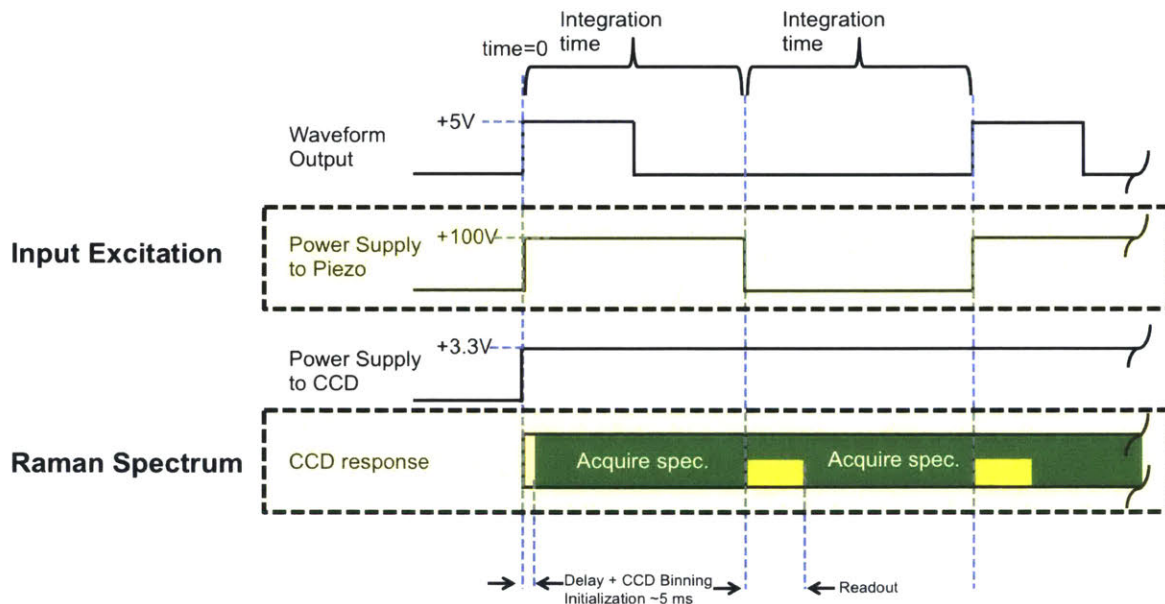 Integration
time
Integration
time
time=0
+5V
Waveform
Output
Input Excitation
Power Supply
to Piezo
+100V
+3.3V
Power Supply
to CCD
Raman Spectrum
CCD response
Acquire spec.
Acquire spec.
Delay + CCD Binning
Initialization ~5 ms
Readout